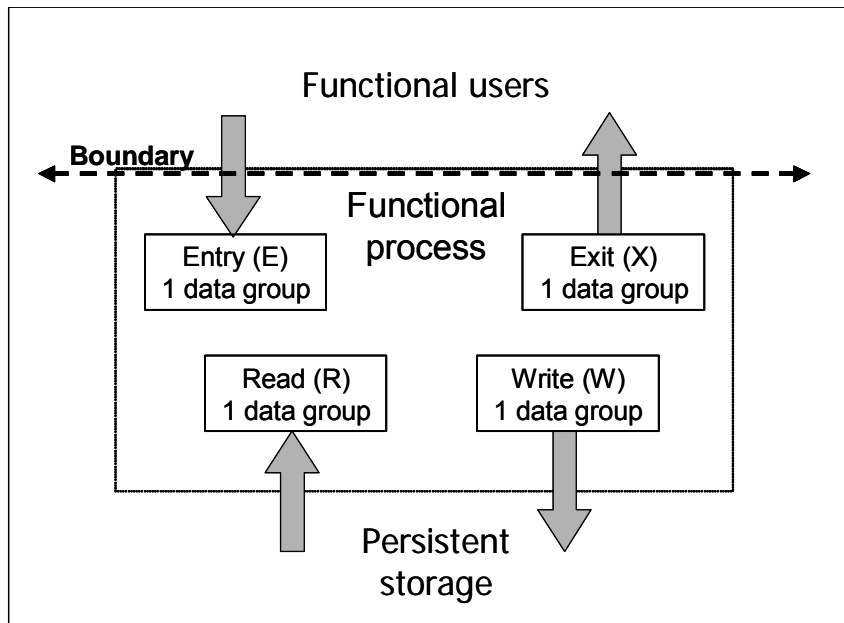 Functional users
Boundary
Functional
process
Entry (E)
1 data group
Exit (X)
1 data group
Read (R)
1 data group
Write (W)
1 data group
Persistent
storage